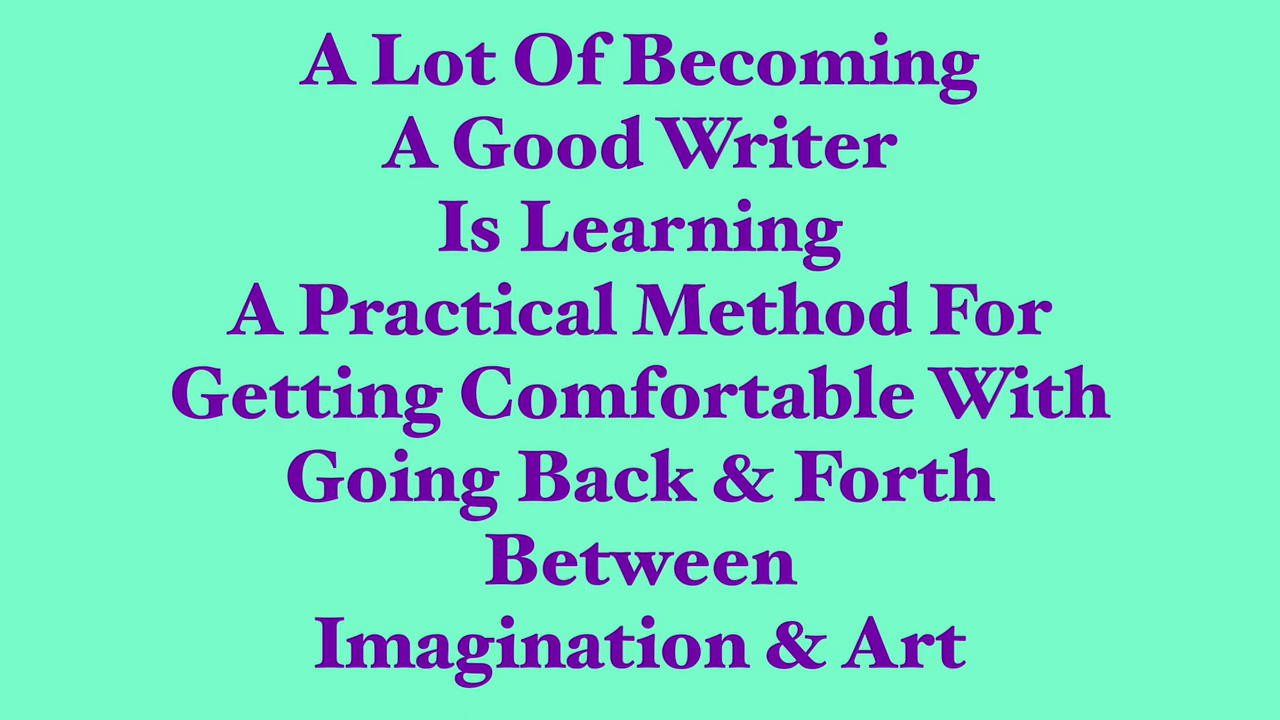 A Lot Of Becoming
A Good Writer
Is Learning
A Practical Method For
Getting Comfortable With
Going Back & Forth
Between
Imagination & Art